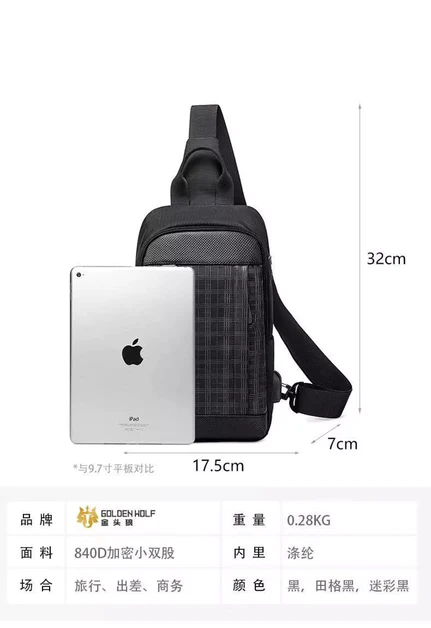 32cm
iPad
7cm
17.5cm
*与9.7寸平板对比
品牌 GOLDEN WOLF 金头狼 重量 0.28KG
面料 840D加密小双股 内里 涤纶
场合 旅行、出差、商务 颜色 黑，田格黑，迷彩黑